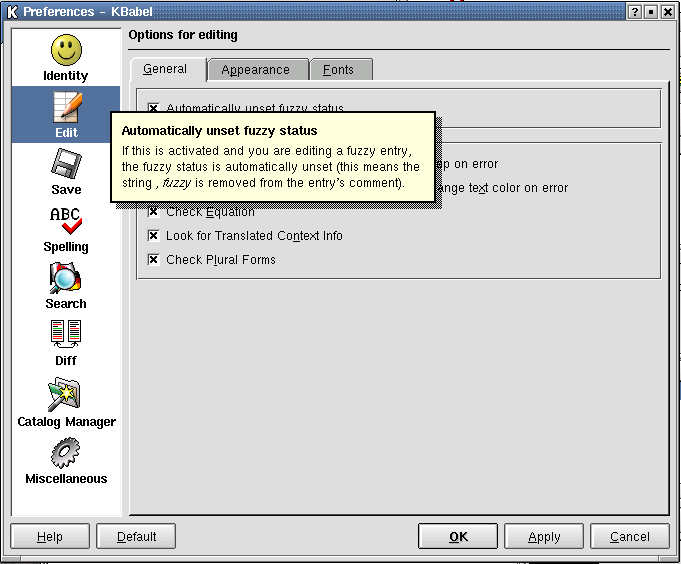 Preferences – KBabel
Options for editing
Identity
Edit
Save
Spelling
Search
Diff
Catalog Manager
Miscellaneous
General
Appearance
Fonts
Automatically unset fuzzy status
Automatically unset fuzzy status
If this is activated and you are editing a fuzzy entry,
the fuzzy status is automatically unset (this means the
string , fuzzy is removed from the entry's comment).
on error
text color on error
Check Equation
Look for Translated Context Info
Check Plural Forms
Help
Default
OK
Apply
Cancel